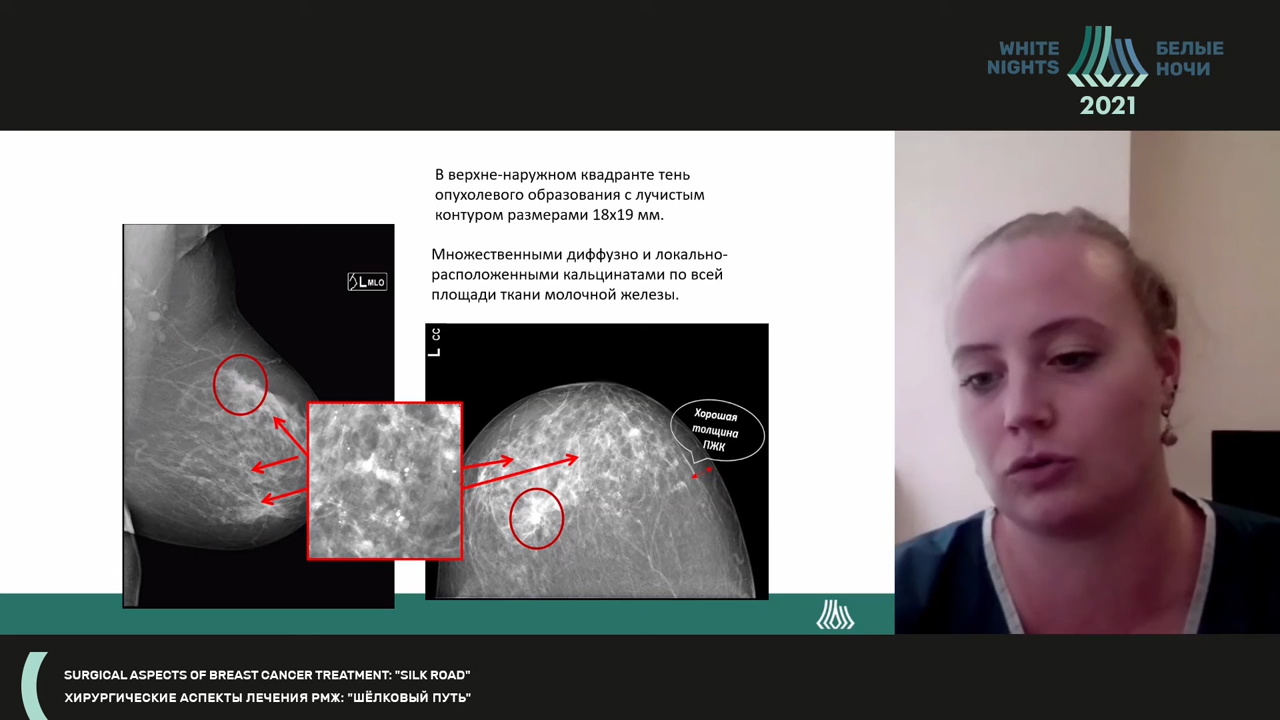 WHITE
NIGHTS
БЕЛЫЕ
НОЧИ
2021
В верхне-наружном квадранте тень
опухолевого образования с лучистым
контуром размерами 18х19 мм.
Множественными диффузно и локально-
расположенными кальцинатами по всей
площади ткани молочной железы.
L MLO
L CC
Хорошая
толщина
ПЖК
SURGICAL ASPECTS OF BREAST CANCER TREATMENT: "SILK ROAD"
ХИРУРГИЧЕСКИЕ АСПЕКТЫ ЛЕЧЕНИЯ РМЖ: "ШЁЛКОВЫЙ ПУТЬ"